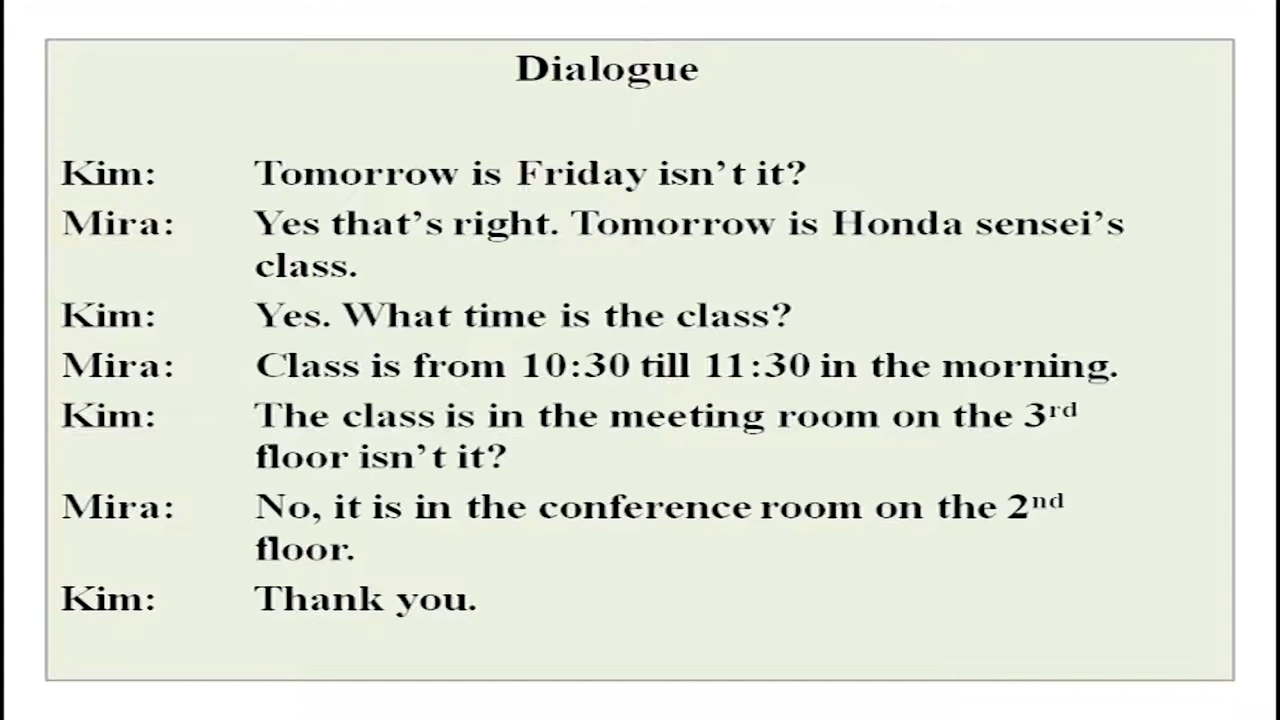 Dialogue
Kim: Tomorrow is Friday isn't it?
Mira: Yes that's right. Tomorrow is Honda sensei's
class.
Kim: Yes. What time is the class?
Mira: Class is from 10:30 till 11:30 in the morning.
Kim: The class is in the meeting room on the 3rd
floor isn't it?
Mira: No, it is in the conference room on the 2nd
floor.
Kim: Thank you.